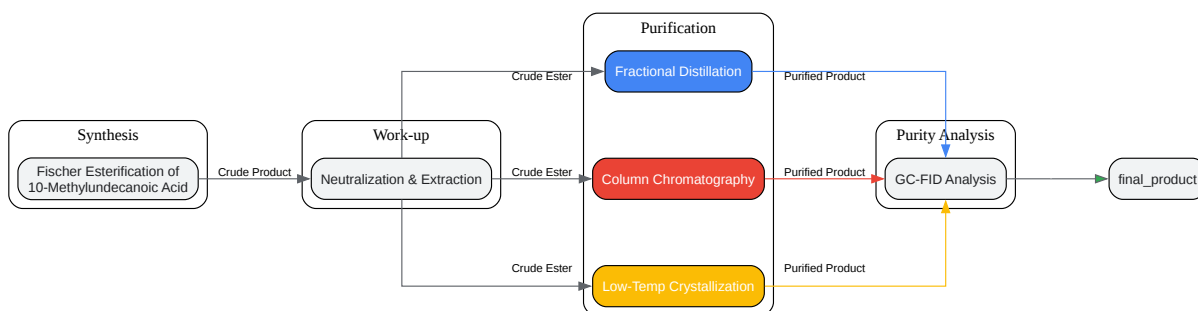 Synthesis
Fischer Esterification of
10-Methylundecanoic Acid
Crude Product
Work-up
Neutralization & Extraction
Crude Ester
Crude Ester
Crude Ester
Purification
Fractional Distillation
Column Chromatography
Low-Temp Crystallization
Purified Product
Purified Product
Purified Product
Purity Analysis
GC-FID Analysis
final_product